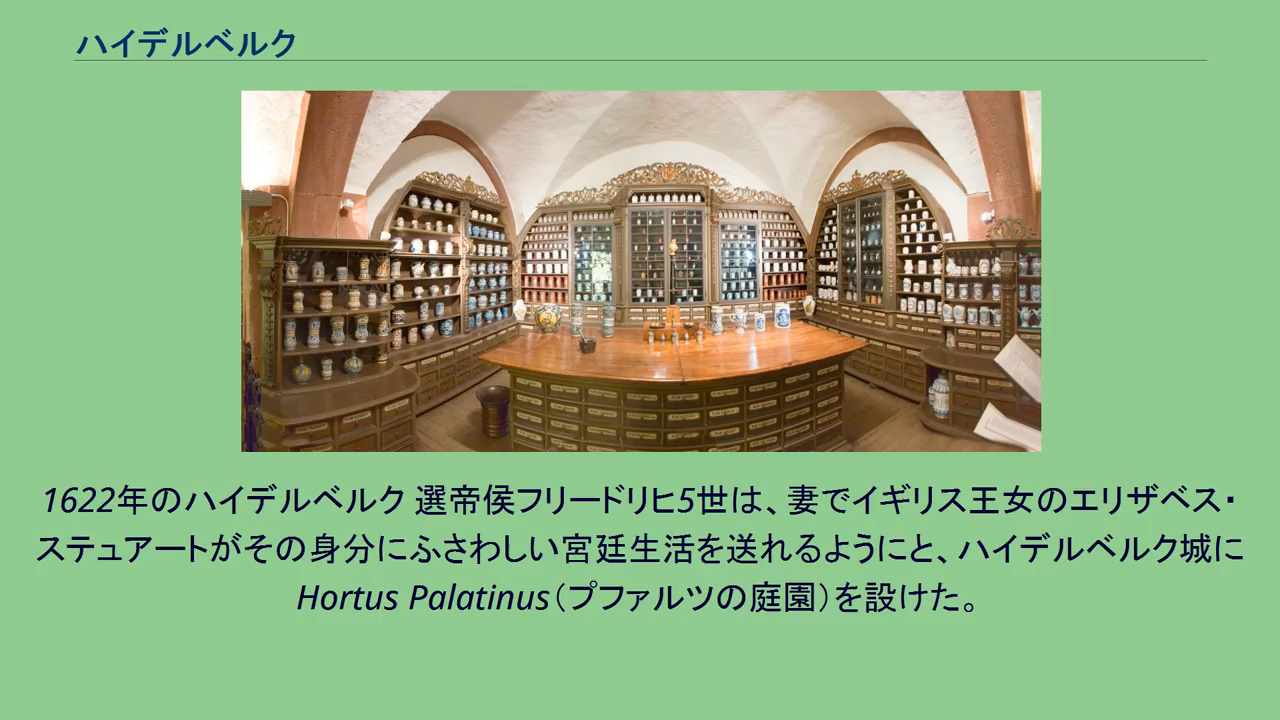 ハイデルベルク
1622年のハイデルベルク 選帝侯フリードリヒ5世は、妻でイギリス王女のエリザベス・
ステュアートがその身分にふさわしい宮廷生活を送れるようにと、ハイデルベルク城に
Hortus Palatinus（プファルツの庭園）を設けた。